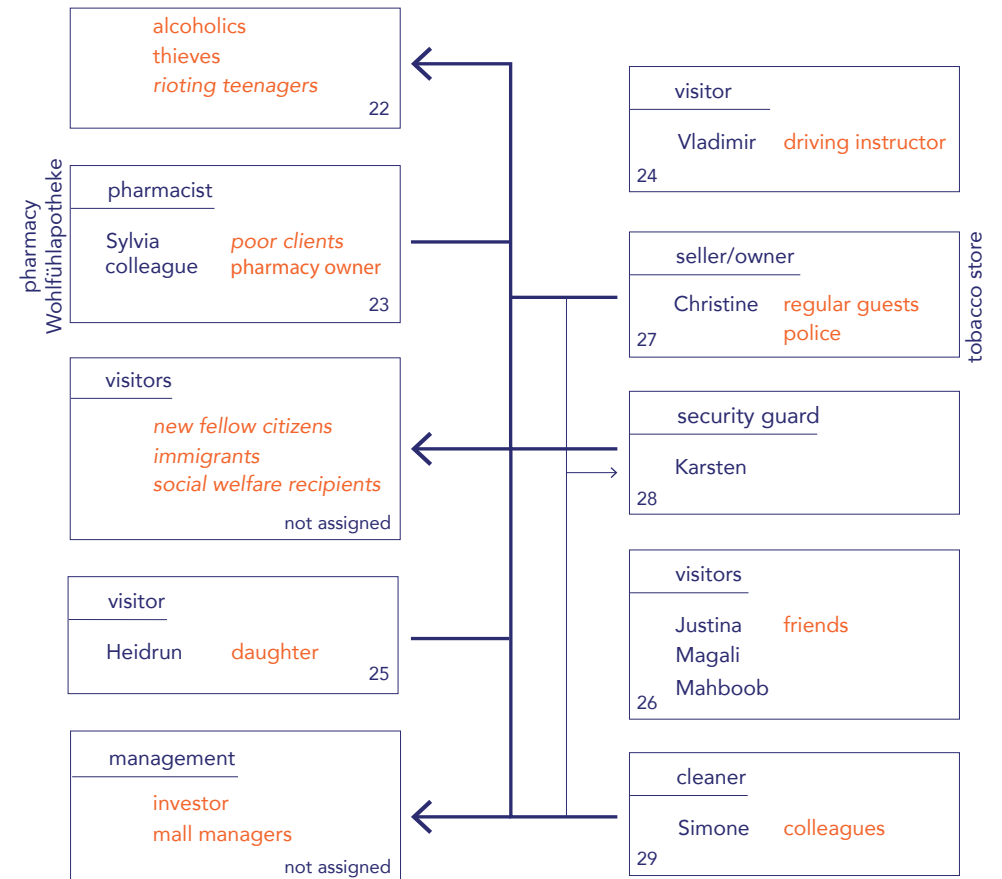 alcoholics
thieves
rioting teenagers
22
pharmacy
Wohlfühlapotheke
pharmacist
Sylvia poor clients
colleague pharmacy owner
23
visitors
new fellow citizens
immigrants
social welfare recipients
not assigned
visitor
Heidrun daughter
25
management
investor
mall managers
not assigned
visitor
Vladimir driving instructor
24
seller/owner
Christine regular guests
police
27
tobacco store
security guard
Karsten
28
visitors
Justina friends
Magali
Mahboob
26
cleaner
Simone colleagues
29